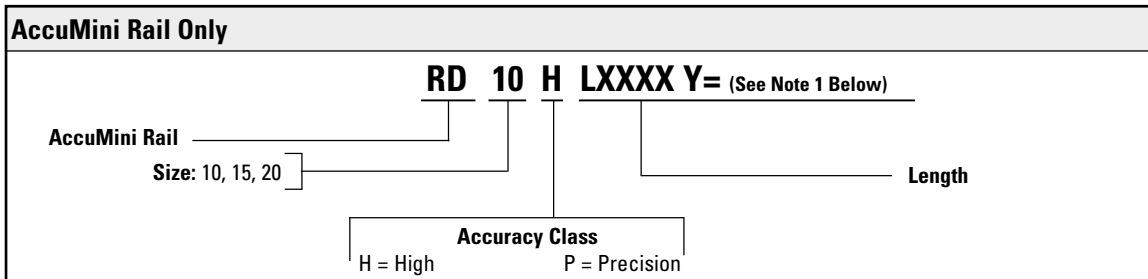 AccuMini Rail Only
RD 10 H LXXXX Y= (See Note 1 Below)
AccuMini Rail
Size: 10, 15, 20
Length
Accuracy Class
H = High P = Precision